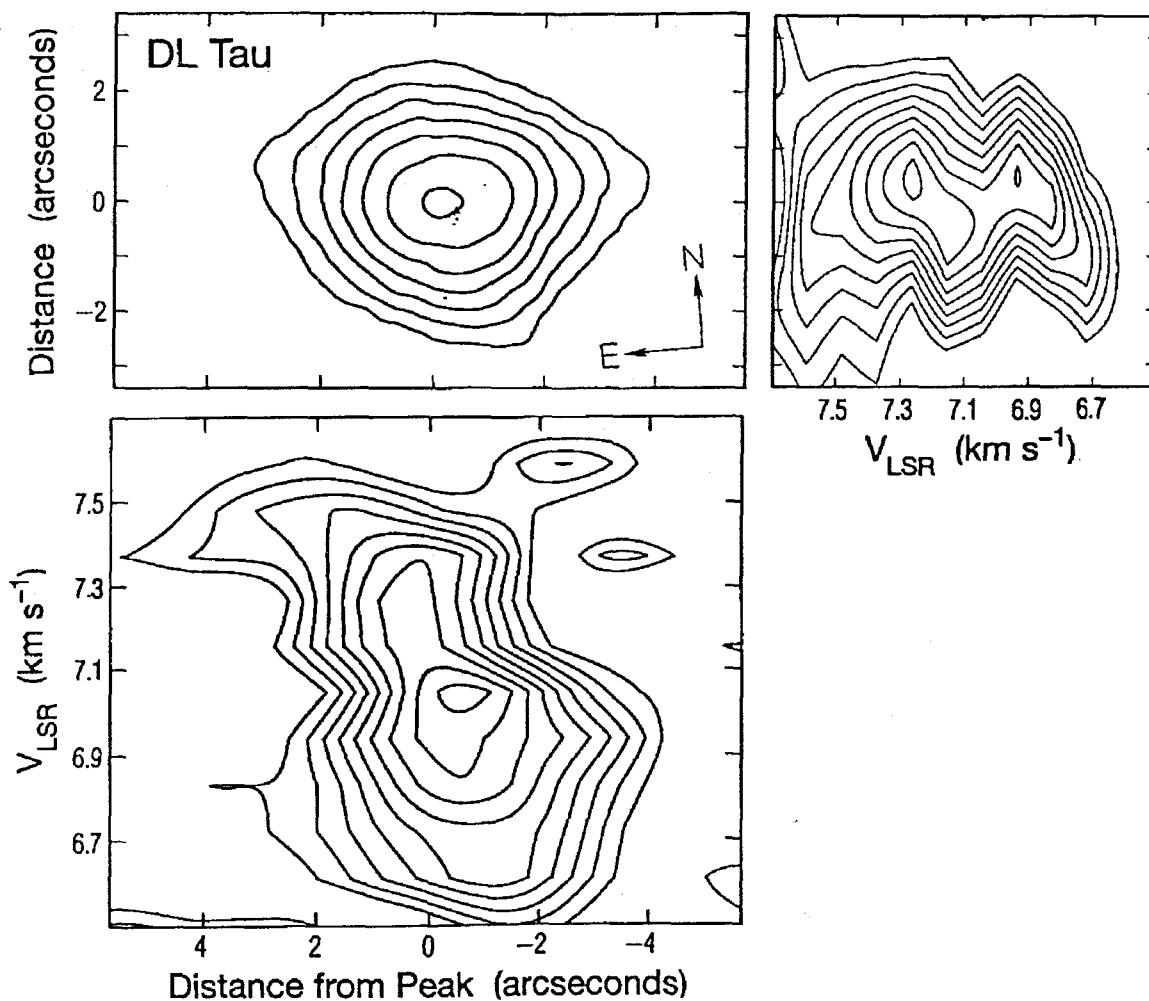 DL Tau
Distance (arcseconds)
2
0
−2
N
E
7.5 7.3 7.1 6.9 6.7
V_LSR (km s⁻¹)
V_LSR (km s⁻¹)
7.5
7.3
7.1
6.9
6.7
4 2 0 −2 −4
Distance from Peak (arcseconds)